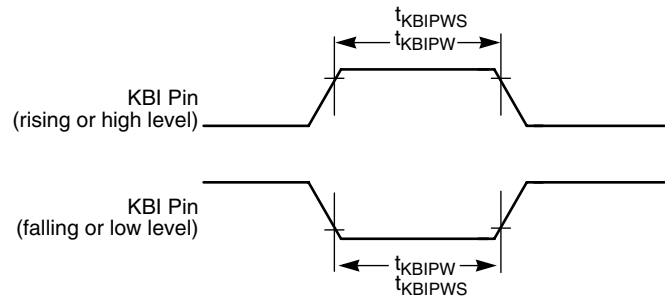 tKBIPWS
tKBIPW
KBI Pin
(rising or high level)
KBI Pin
(falling or low level)
tKBIPW
tKBIPWS